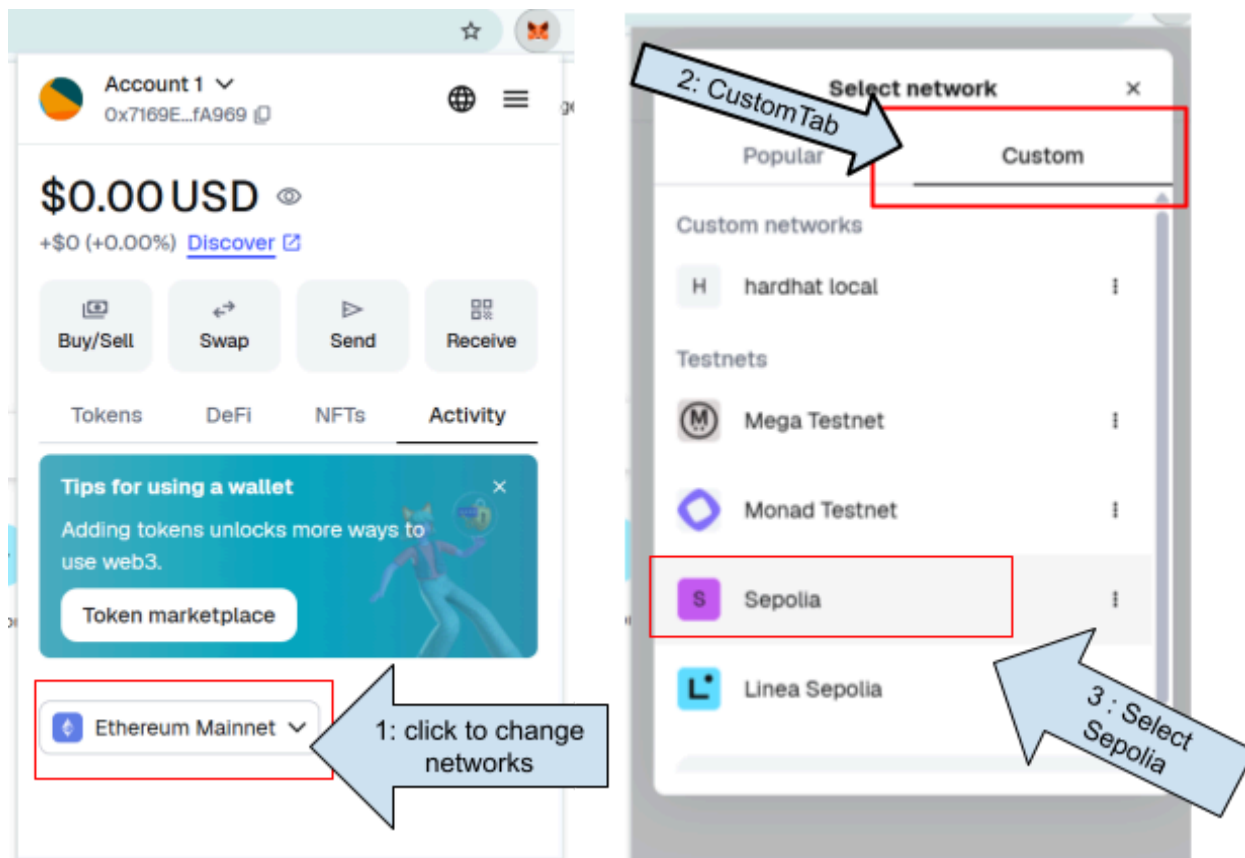 Account 1
0x7169E...fA969
$0.00 USD
+$0 (+0.00%) Discover
Buy/Sell
Swap
Send
Receive
Tokens
DeFi
NFTs
Activity
Tips for using a wallet
Adding tokens unlocks more ways to
use web3.
Token marketplace
Ethereum Mainnet
1: click to change
networks
2: CustomTab
Select network
Popular
Custom
Custom networks
H
hardhat local
Testnets
M
Mega Testnet
Monad Testnet
S
Sepolia
L
Linea Sepolia
3 : Select
Sepolia